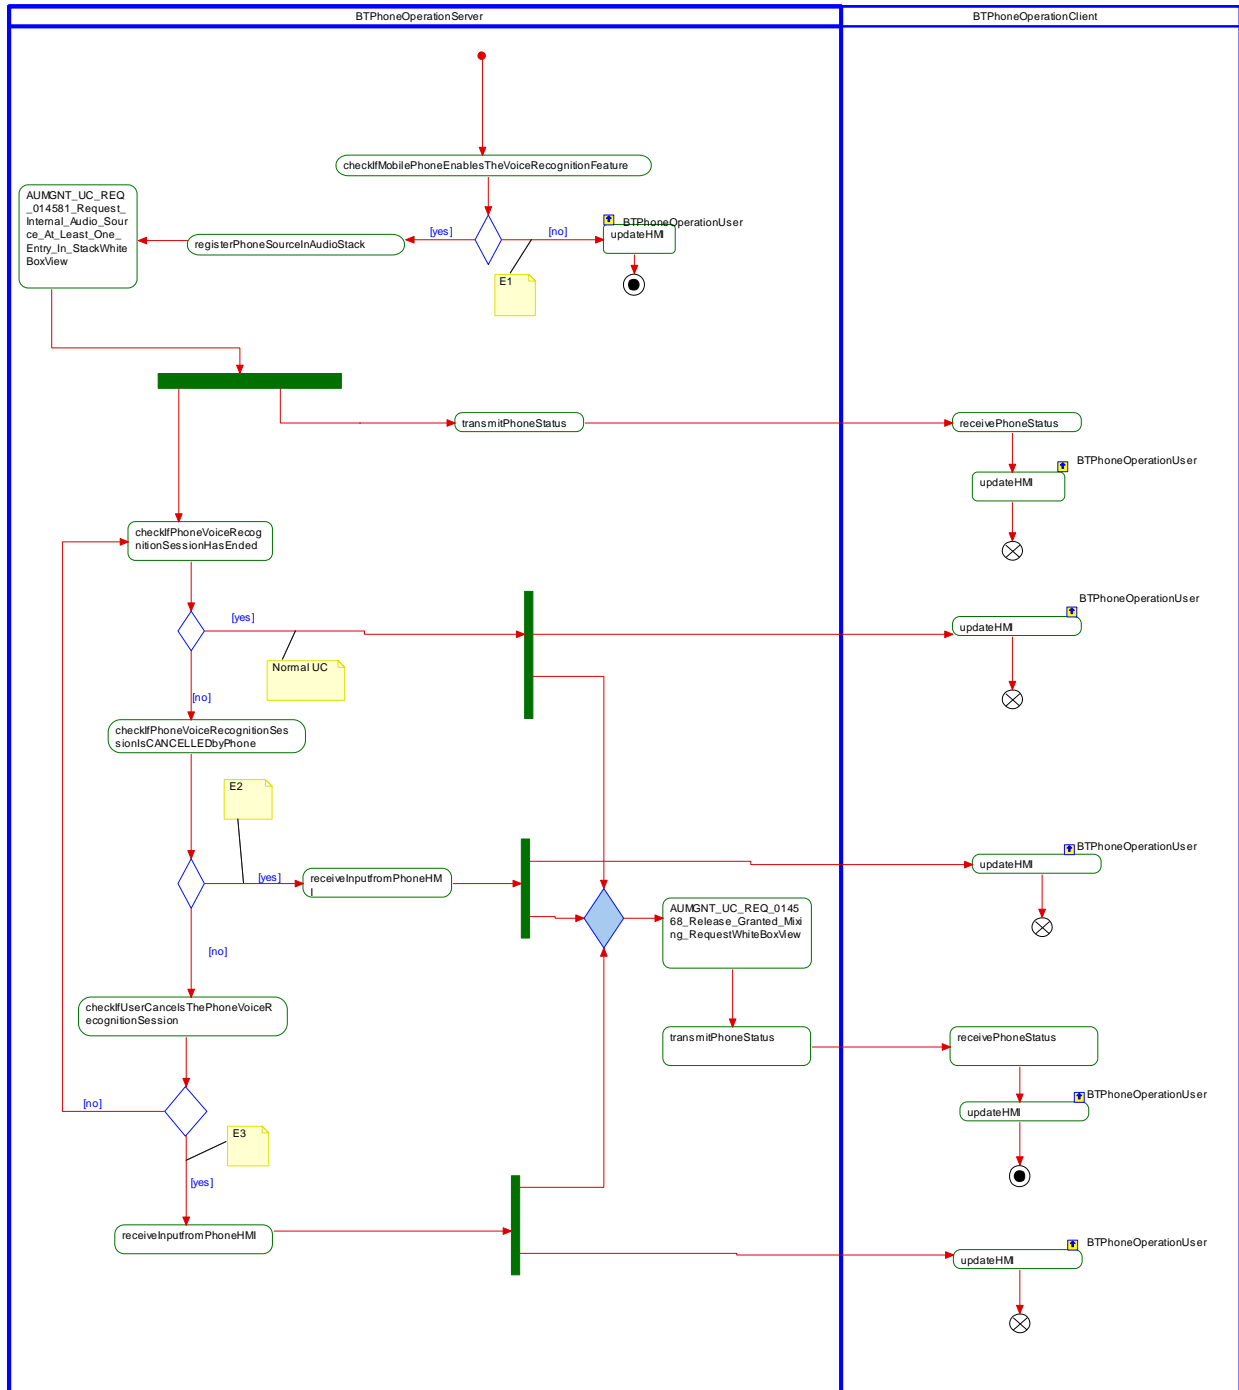 BTPhoneOperationServer
BTPhoneOperationClient
checkIfMobilePhoneEnablesTheVoiceRecognitionFeature
AUMGNT_UC_REQ
_014581_Request_
Internal_Audio_Sour
ce_At_Least_One_
Entry_In_StackWhite
BoxView
registerPhoneSourceInAudioStack
[yes]
[no]
BTPhoneOperationUser
updateHMI
E1
transmitPhoneStatus
receivePhoneStatus
BTPhoneOperationUser
updateHMI
checkIfPhoneVoiceRecog
nitionSessionHasEnded
[yes]
BTPhoneOperationUser
updateHMI
Normal UC
[no]
checkIfPhoneVoiceRecognitionSes
sionIsCANCELLEDbyPhone
E2
BTPhoneOperationUser
updateHMI
[yes]
receiveInputfromPhoneHM
I
AUMGNT_UC_REQ_0145
68_Release_Granted_Mixi
ng_RequestWhiteBoxView
[no]
checkIfUserCancelsThePhoneVoiceR
ecognitionSession
transmitPhoneStatus
receivePhoneStatus
BTPhoneOperationUser
updateHMI
[no]
E3
[yes]
receiveInputfromPhoneHMI
BTPhoneOperationUser
updateHMI